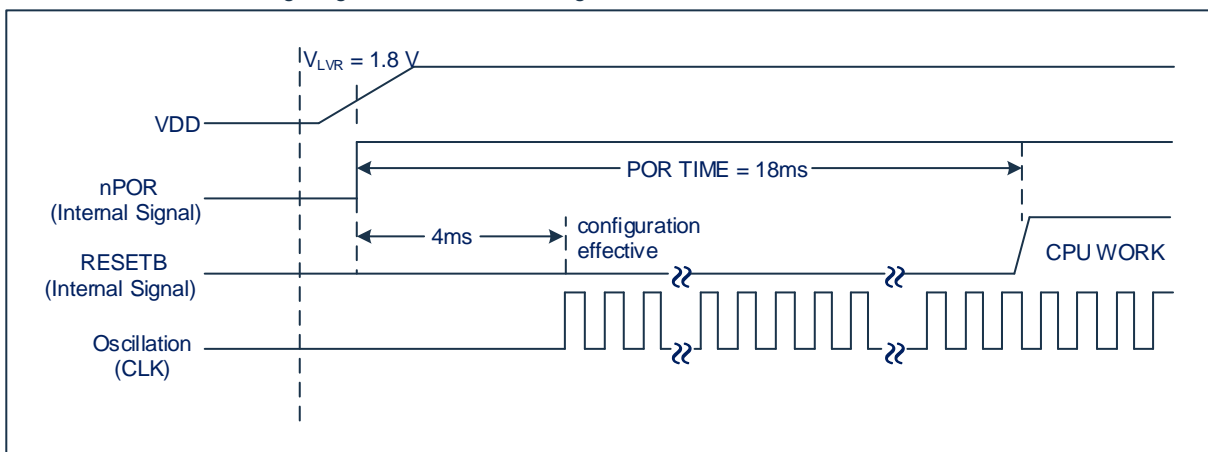 V_LVR = 1.8 V
VDD
POR TIME = 18ms
nPOR
(Internal Signal)
configuration
effective
4ms
RESETB
(Internal Signal)
CPU WORK
Oscillation
(CLK)